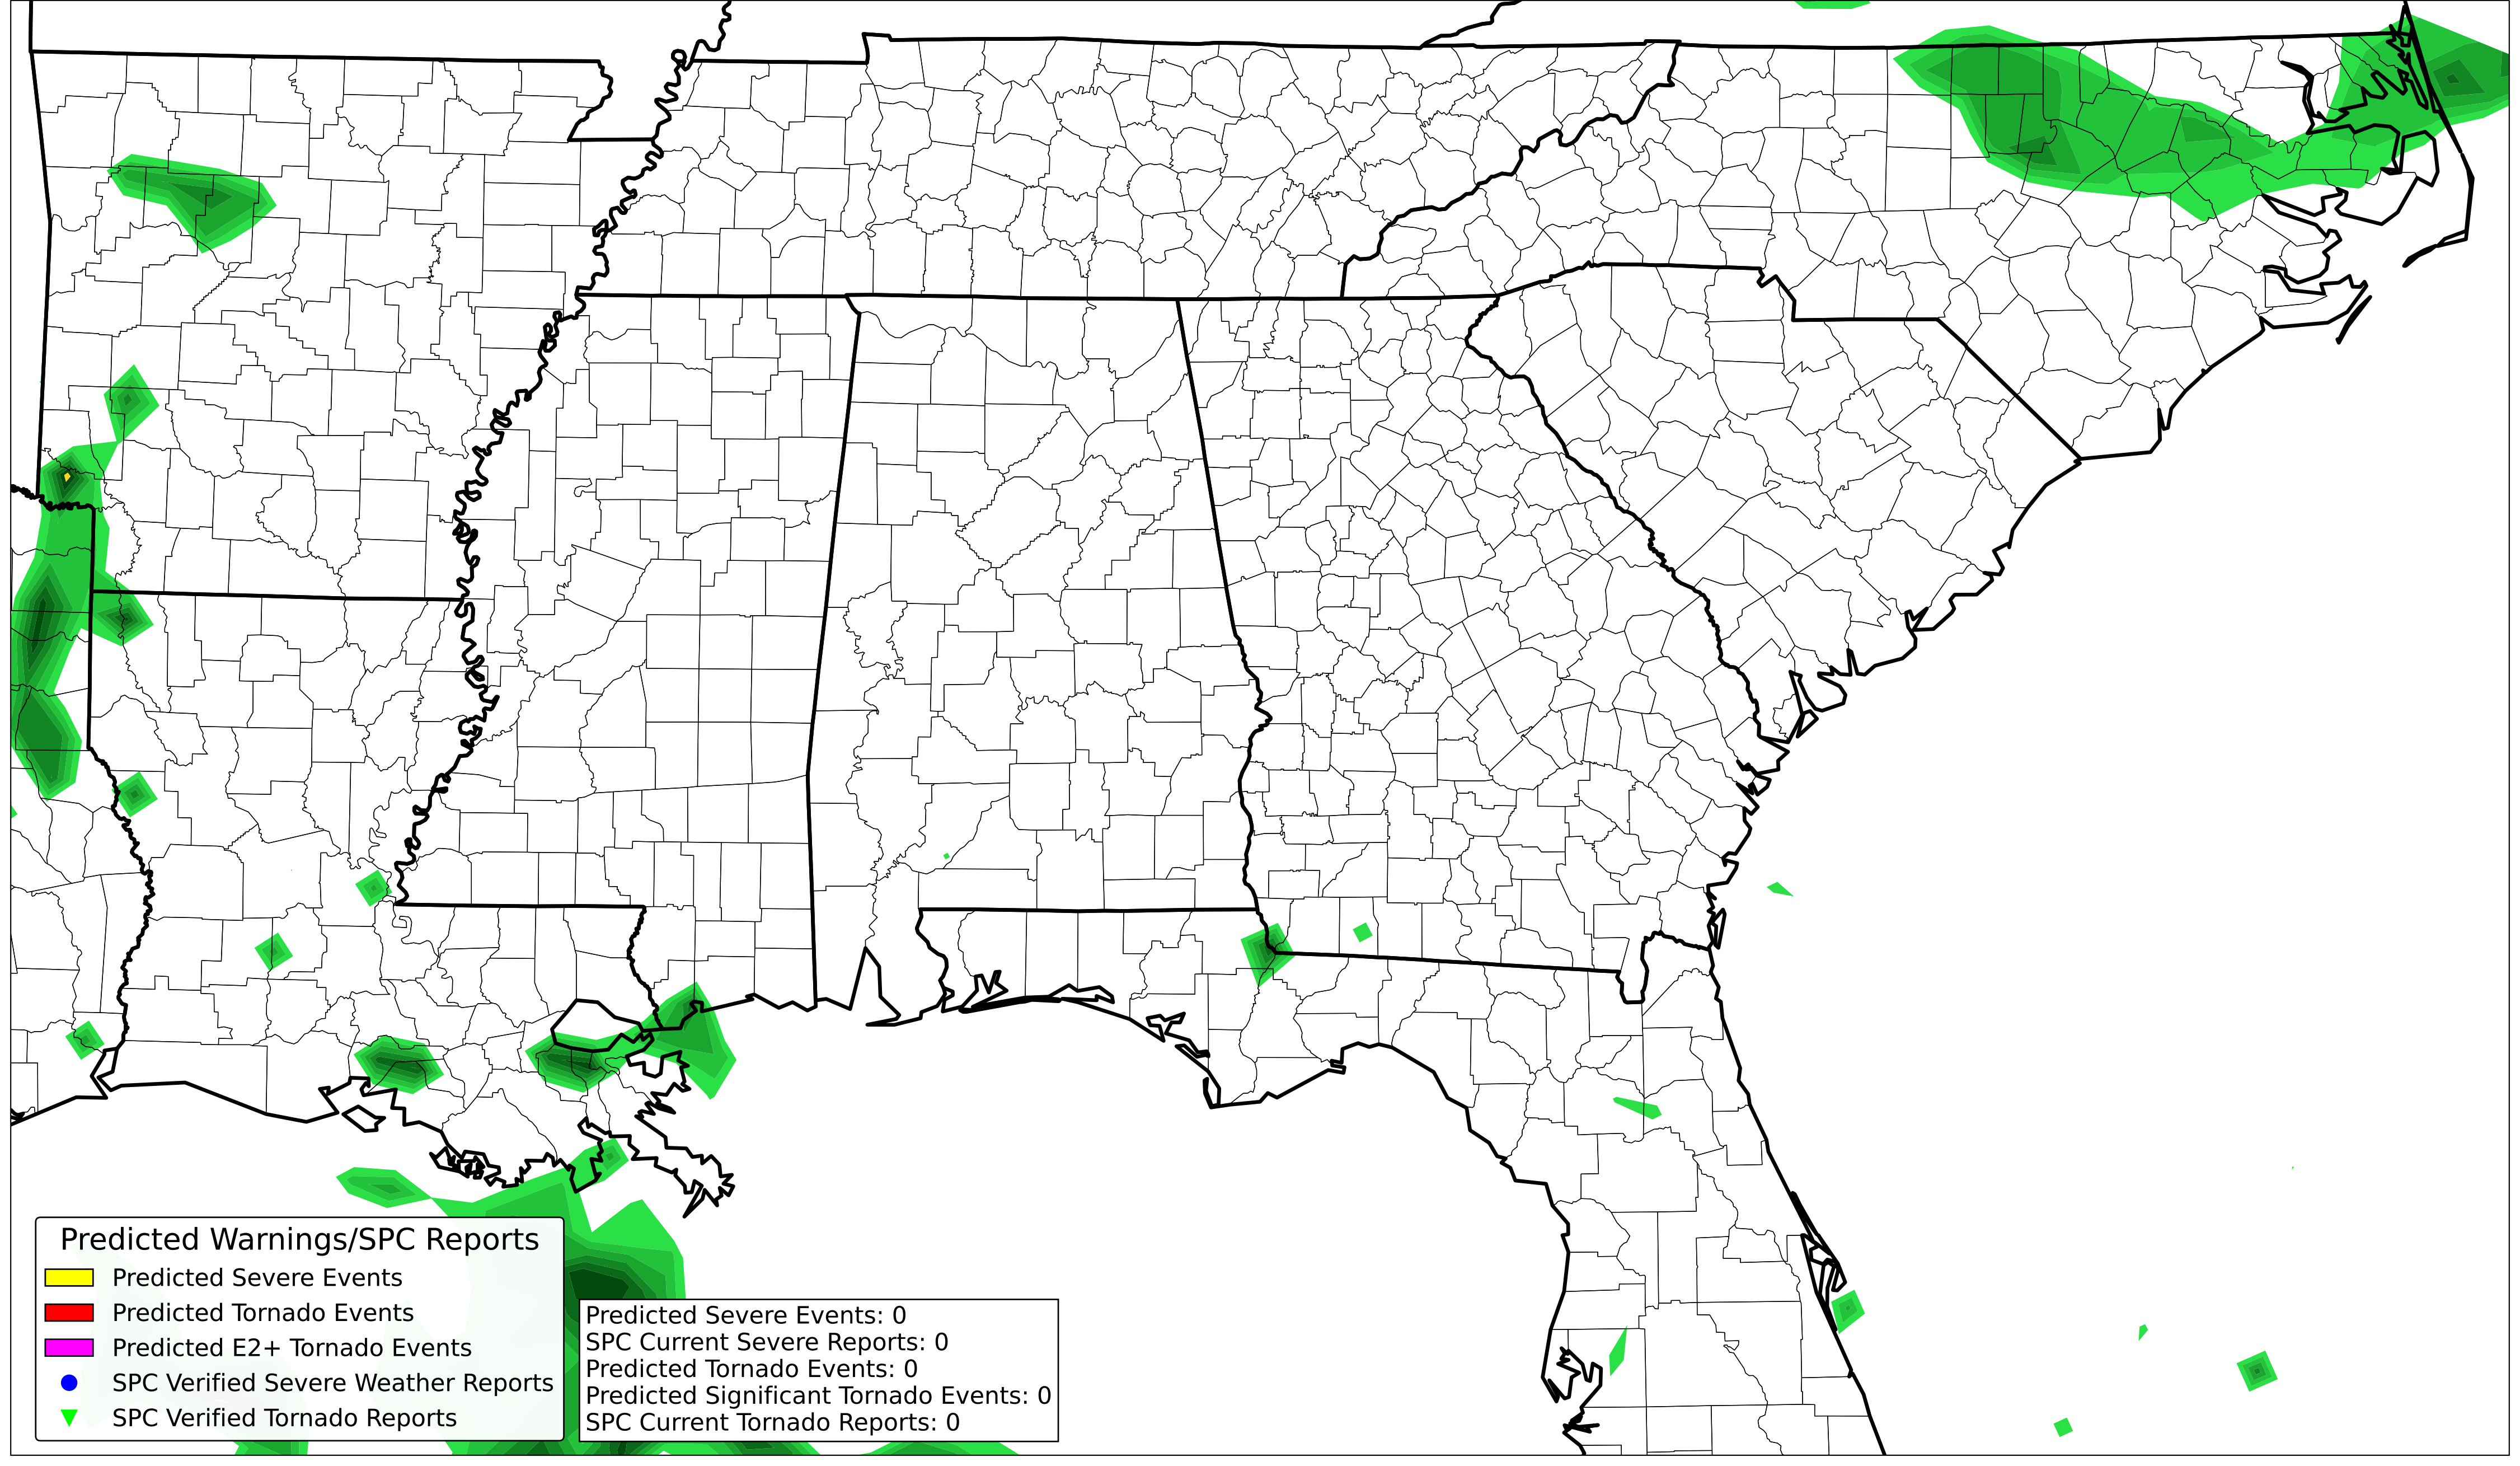 Predicted Warnings/SPC Reports
Predicted Severe Events
Predicted Tornado Events
Predicted E2+ Tornado Events
SPC Verified Severe Weather Reports
SPC Verified Tornado Reports
Predicted Severe Events: 0
SPC Current Severe Reports: 0
Predicted Tornado Events: 0
Predicted Significant Tornado Events: 0
SPC Current Tornado Reports: 0